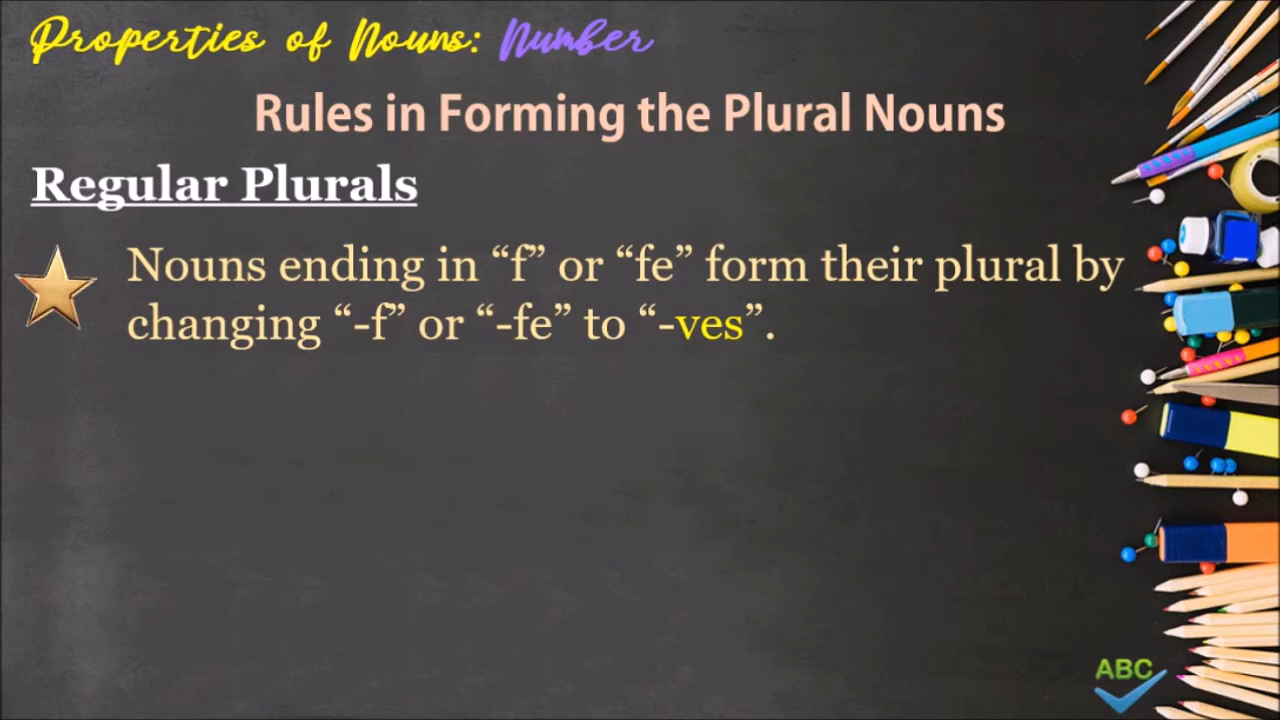 Properties of Nouns: Number
Rules in Forming the Plural Nouns
Regular Plurals
Nouns ending in “f” or “fe” form their plural by
changing “-f” or “-fe” to “-ves”.
ABC